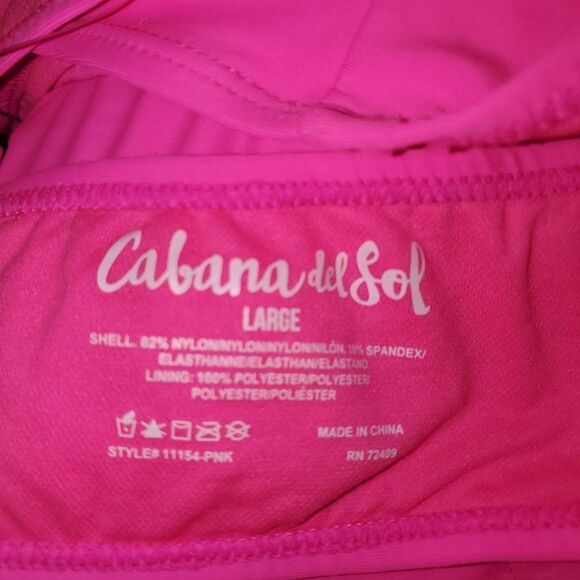 Cabana del Sol
LARGE
SHELL. 82% NYLON/NYLON/NYLON/NILÓN, 18% SPANDEX/
ELASTHANNE/ELASTHAN/ELASTANO
LINING: 100% POLYESTER/POLYESTER/
POLYESTER/POLIÉSTER
MADE IN CHINA
STYLE# 11154-PNK
RN 72409